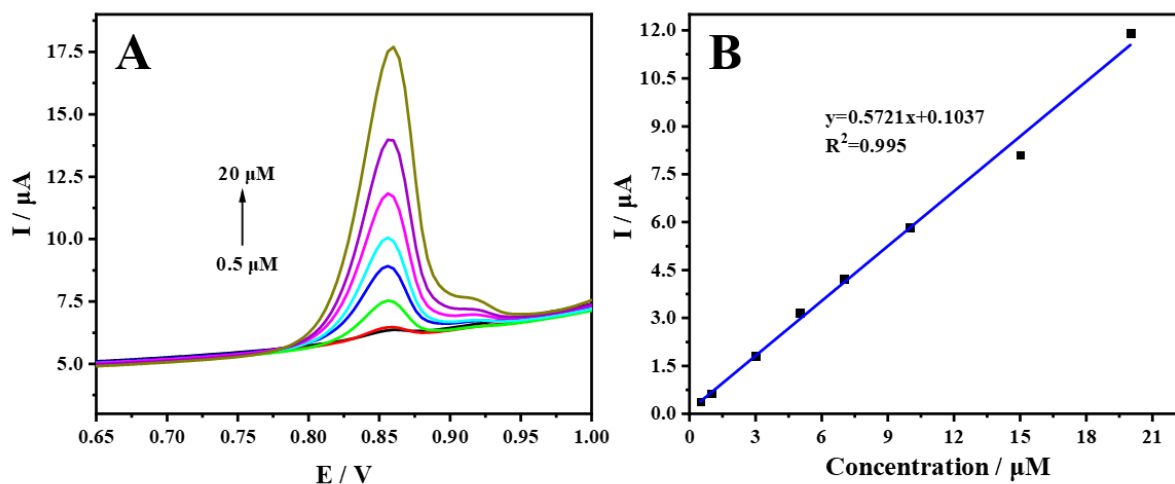 A
17.5
15.0
12.5
10.0
7.5
5.0
I / µA
20 µM
0.5 µM
0.65 0.70 0.75 0.80 0.85 0.90 0.95 1.00
E / V
B
12.0
10.5
9.0
7.5
6.0
4.5
3.0
1.5
0.0
I / µA
y=0.5721x+0.1037
R²=0.995
0 3 6 9 12 15 18 21
Concentration / µM